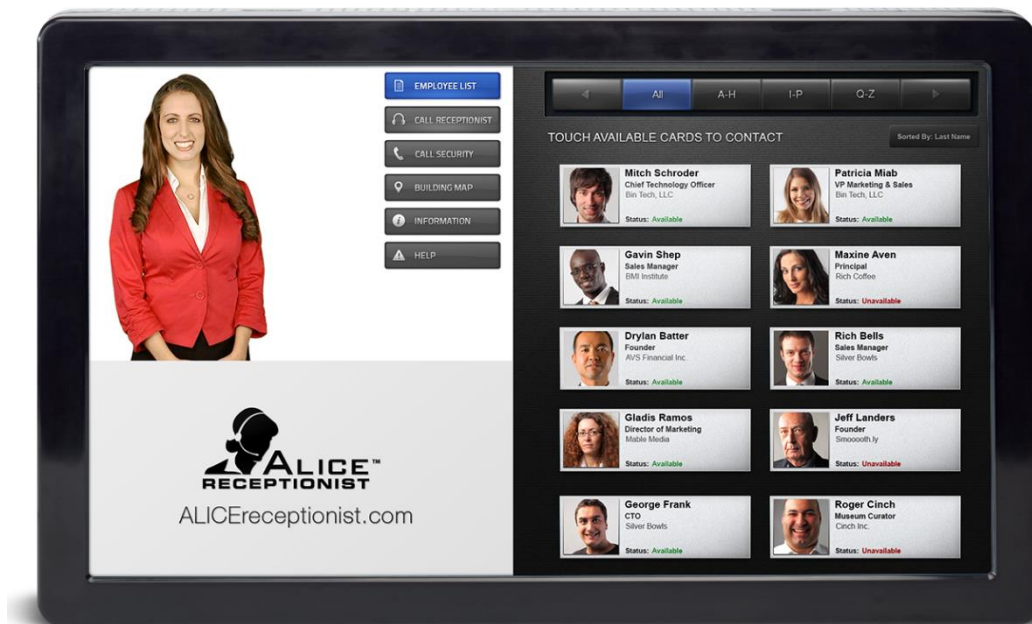 EMPLOYEE LIST
CALL RECEPTIONIST
CALL SECURITY
BUILDING MAP
INFORMATION
HELP
ALICE™
RECEPTIONIST
ALICEreceptionist.com
All A-H I-P Q-Z
TOUCH AVAILABLE CARDS TO CONTACT
Sorted By: Last Name
Mitch Schroder
Chief Technology Officer
Bin Tech, LLC
Status: Available
Patricia Miab
VP Marketing & Sales
Bin Tech, LLC
Status: Available
Gavin Shep
Sales Manager
BMI Institute
Status: Available
Maxine Aven
Principal
Rich Coffee
Status: Unavailable
Drylan Batter
Founder
AVS Financial Inc.
Status: Available
Rich Bells
Sales Manager
Silver Bowls
Status: Available
Gladis Ramos
Director of Marketing
Mable Media
Status: Available
Jeff Landers
Founder
Smooooth.ly
Status: Unavailable
George Frank
CTO
Silver Bowls
Status: Available
Roger Cinch
Museum Curator
Cinch Inc.
Status: Unavailable